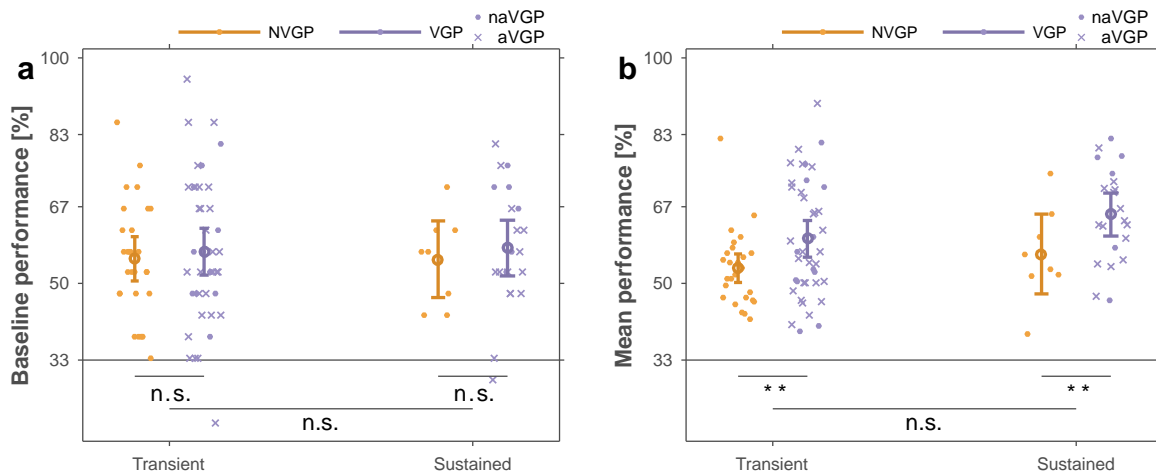 NVGP VGP naVGP
aVGP
a
Baseline performance [%]
100
83
67
50
33
n.s. n.s.
n.s.
Transient Sustained
NVGP VGP naVGP
aVGP
b
Mean performance [%]
100
83
67
50
33
** **
n.s.
Transient Sustained